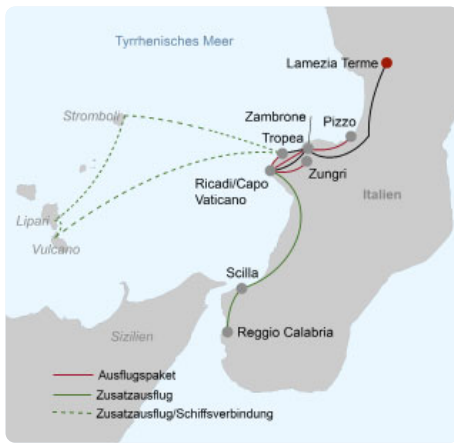 Tyrrhenisches Meer
Lamezia Terme
Stromboli
Zambrone
Pizzo
Tropea
Zungri
Ricadi/Capo
Vaticano
Italien
Lipari
Vulcano
Scilla
Sizilien
Reggio Calabria
Ausflugspaket
Zusatzausflug
Zusatzausflug/Schiffsverbindung